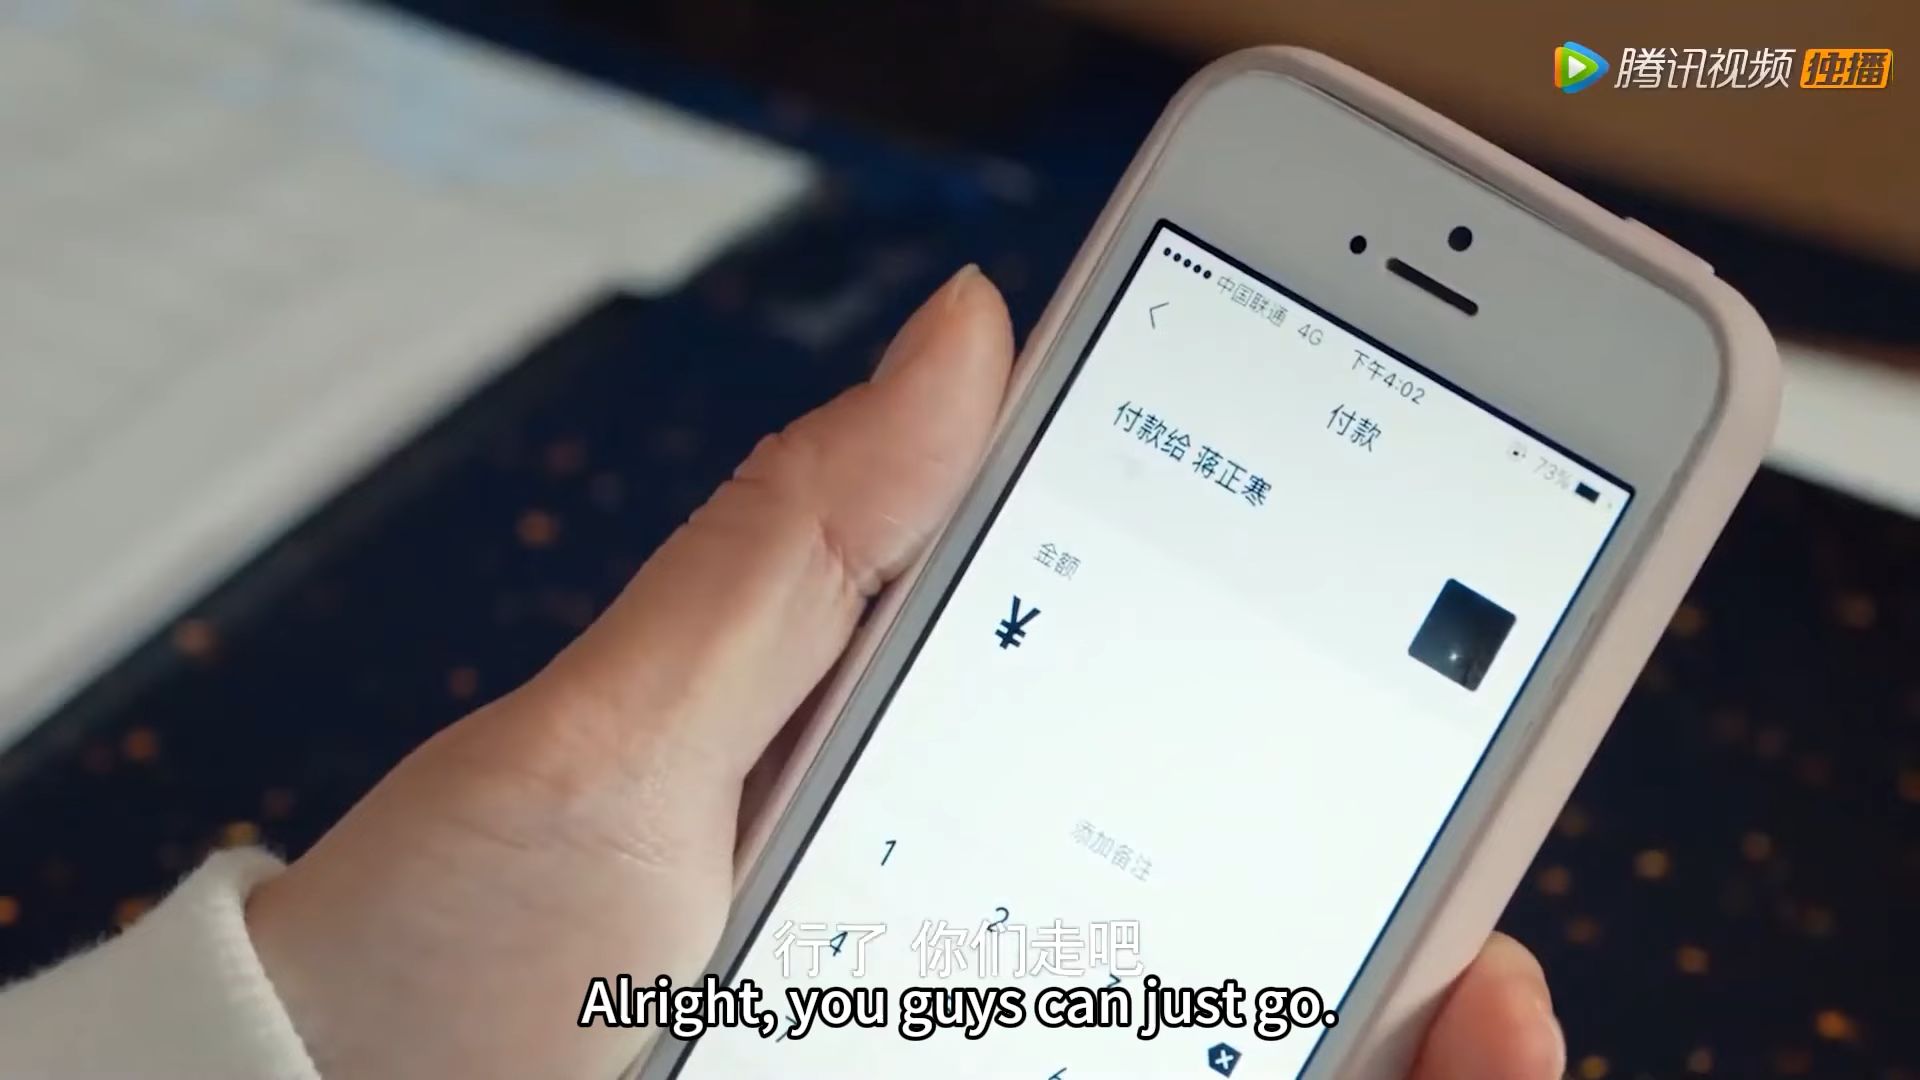 腾讯视频 独播
中国联通 4G 下午4:02 73%
付款
付款给 蒋正寒
金额
¥
添加备注
1
2
4
行了 你们走吧
Alright, you guys can just go.